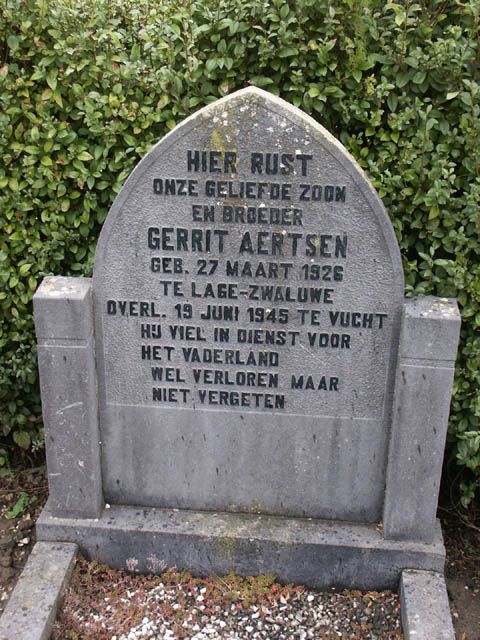 HIER RUST
ONZE GELIEFDE ZOON
EN BROEDER
GERRIT AERTSEN
GEB. 27 MAART 1926
TE LAGE-ZWALUWE
OVERL. 19 JUNI 1945 TE VUCHT
HIJ VIEL IN DIENST VOOR
HET VADERLAND
WEL VERLOREN MAAR
NIET VERGETEN